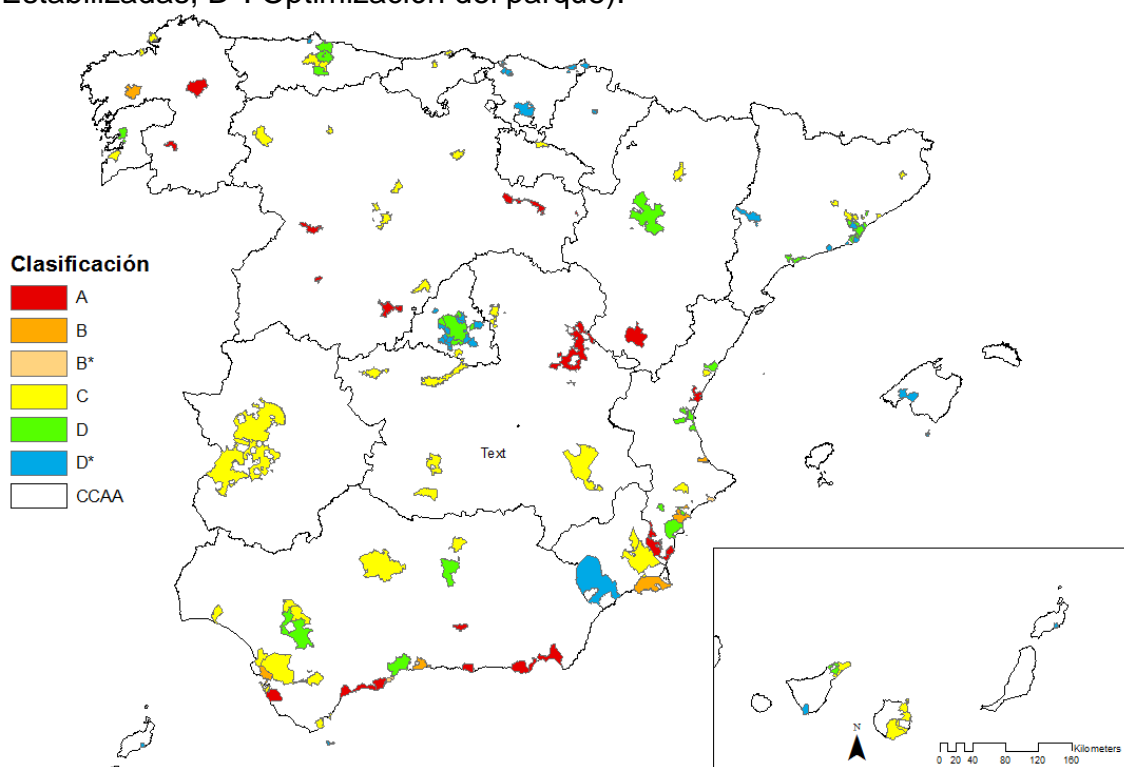 Estabilizadas, D : Optimización del parque).
Clasificación
A
B
B*
C
D
D*
CCAA
Text
N
0 20 40 80 120 160
Kilometers